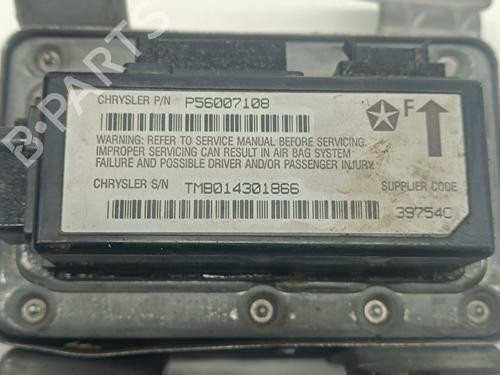 CHRYSLER P/N P56007108
F
WARNING: REFER TO SERVICE MANUAL BEFORE SERVICING.
IMPROPER SERVICING CAN RESULT IN AIR BAG SYSTEM
FAILURE AND POSSIBLE DRIVER AND/OR PASSENGER INJURY.
CHRYSLER S/N TMB014301866 SUPPLIER CODE
39754C
B-PARTS